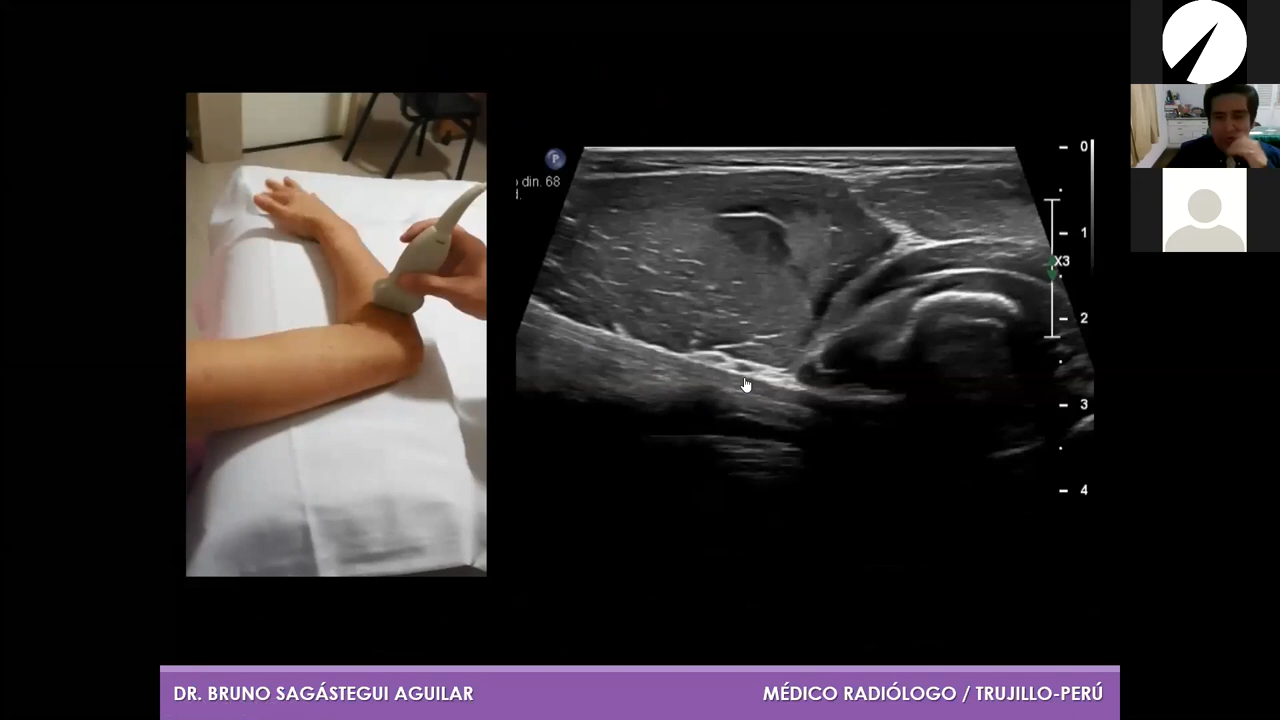 P
din. 68
0
1
X3
2
3
4
DR. BRUNO SAGÁSTEGUI AGUILAR
MÉDICO RADIÓLOGO / TRUJILLO-PERÚ